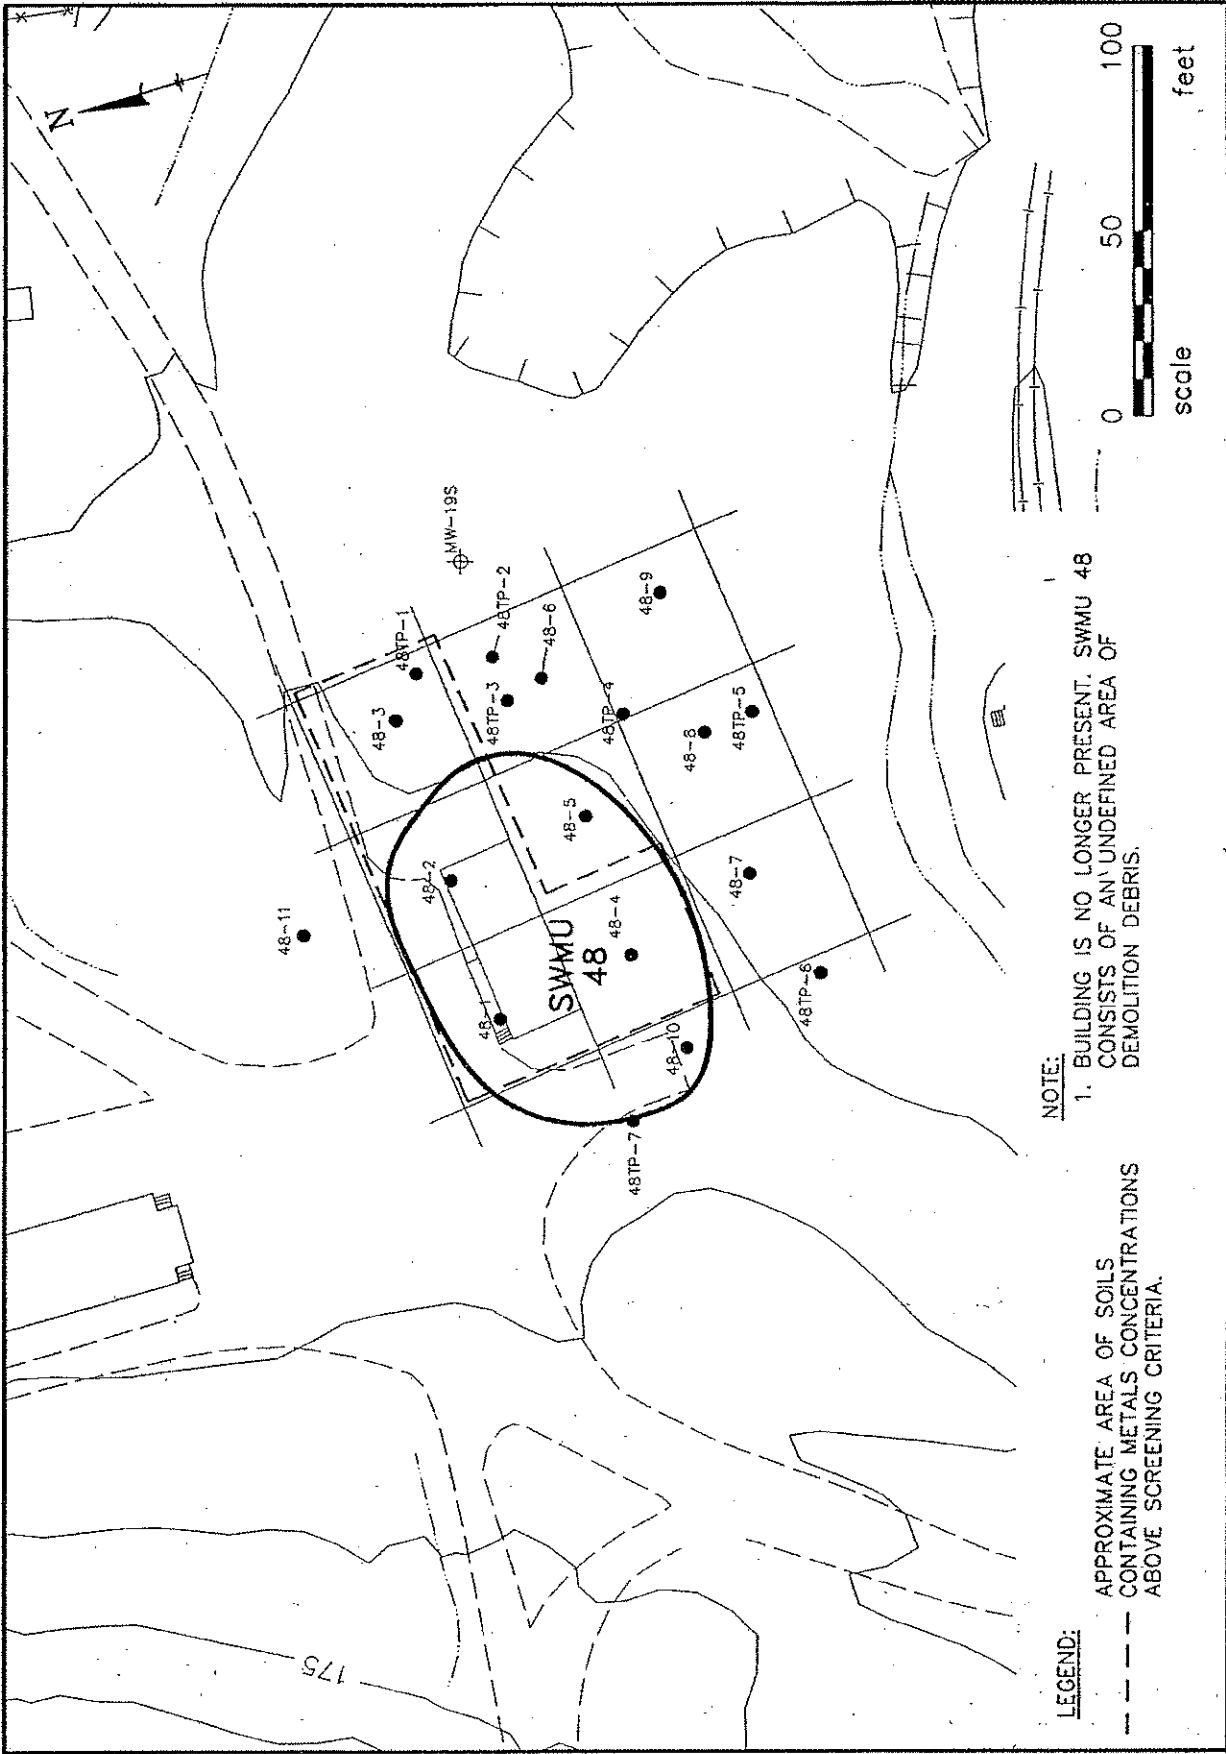 N
48-11
48-3
48TP-1
MW-19S
48-2
48TP-2
48TP-3
48-6
48-1
SWMU
48
48-5
48-4
48TP-4
48-9
48-8
48TP-5
48-10
48-7
48TP-7
48TP-6
175
LEGEND:
APPROXIMATE AREA OF SOILS
CONTAINING METALS CONCENTRATIONS
ABOVE SCREENING CRITERIA.
NOTE:
1. BUILDING IS NO LONGER PRESENT. SWMU 48
CONSISTS OF AN UNDEFINED AREA OF
DEMOLITION DEBRIS.
0 50 100
scale feet